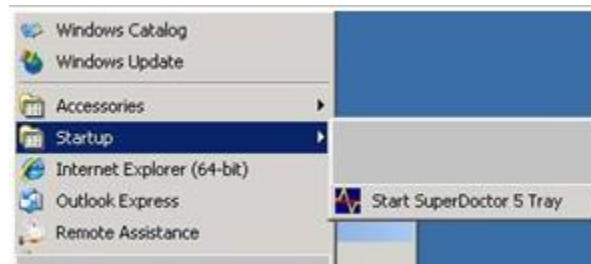 Windows Catalog
Windows Update
Accessories
Startup
Internet Explorer (64-bit)
Outlook Express
Remote Assistance
Start SuperDoctor 5 Tray